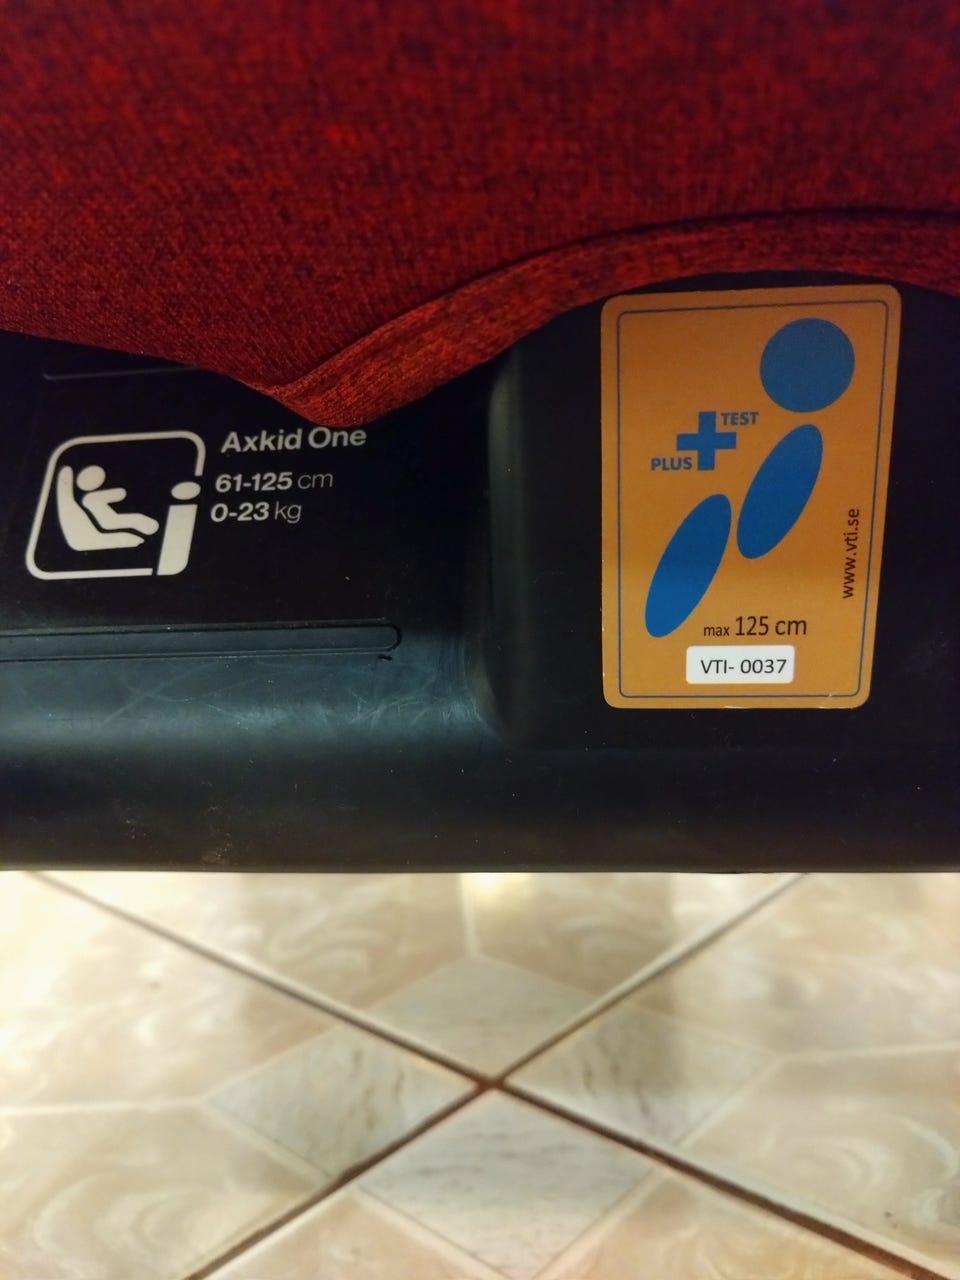 Axkid One
61-125 cm
0-23 kg
TEST
PLUS
www.vti.se
max 125 cm
VTI- 0037